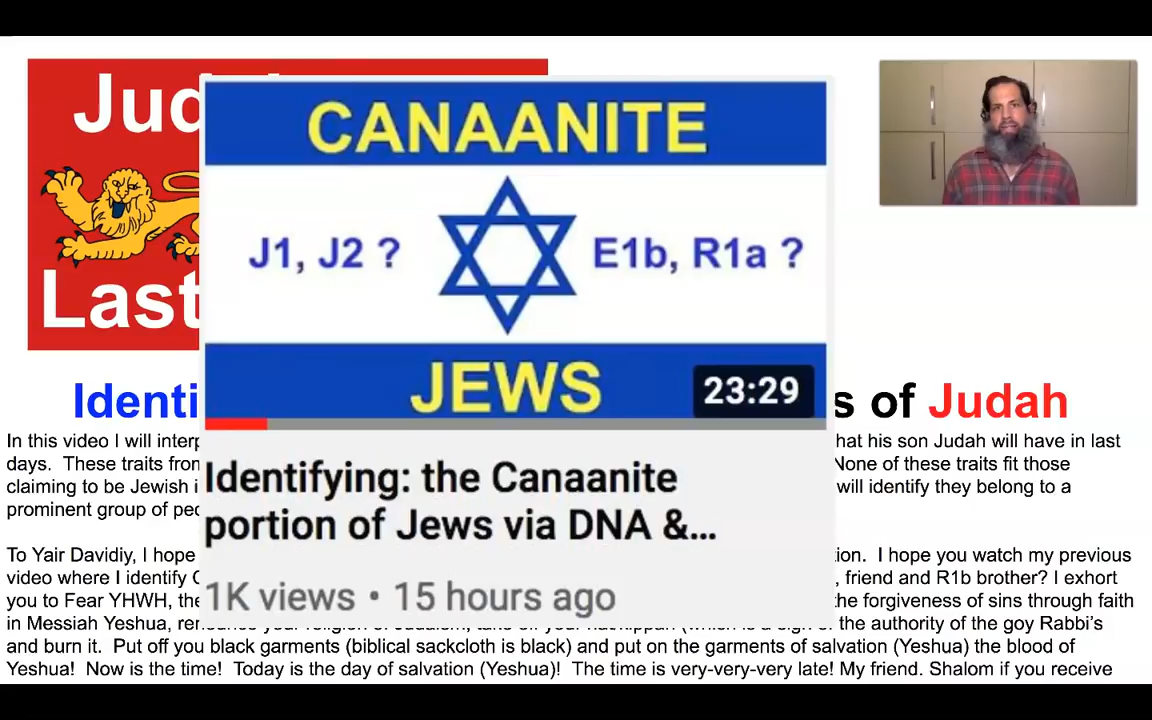 Jud
Last
CANAANITE
J1, J2 ?
E1b, R1a ?
JEWS
23:29
Identifying: the Canaanite
portion of Jews via DNA &...
1K views • 15 hours ago
Identi s of Judah
In this video I will inter hat his son Judah will have in last
days. These traits from None of these traits fit those
claiming to be Jewish i will identify they belong to a
prominent group of pe
To Yair Davidiy, I hope ion. I hope you watch my previous
video where I identify , friend and R1b brother? I exhort
you to Fear YHWH, the the forgiveness of sins through faith
in Messiah Yeshua, the authority of the goy Rabbi's
and burn it. Put off you black garments (biblical sackcloth is black) and put on the garments of salvation (Yeshua) the blood of
Yeshua! Now is the time! Today is the day of salvation (Yeshua)! The time is very-very-very late! My friend. Shalom if you receive